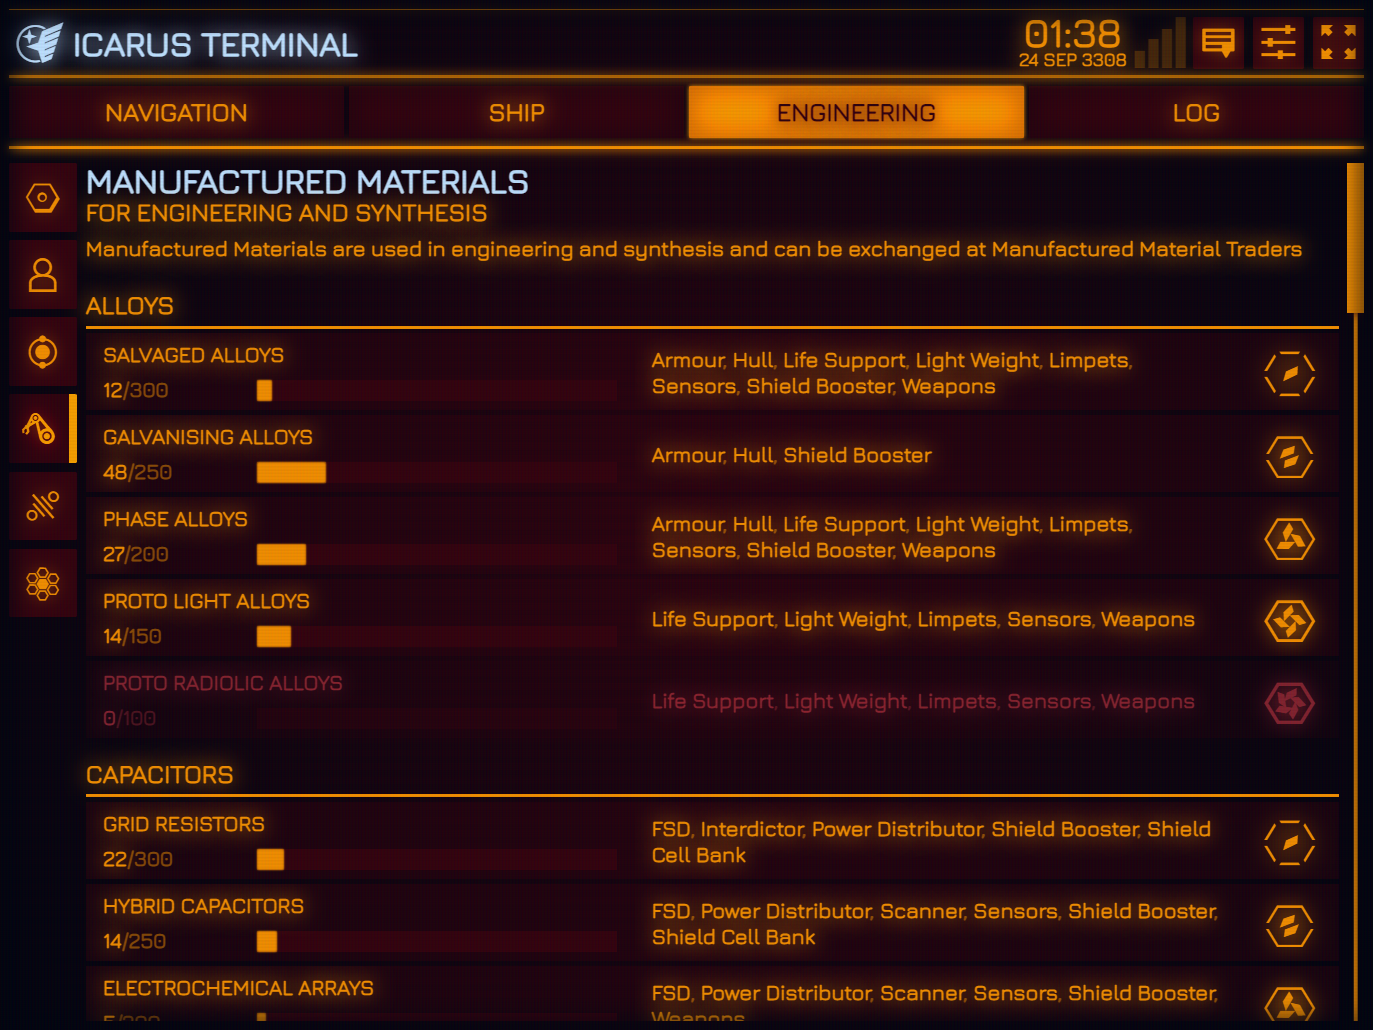 ICARUS TERMINAL
01:38
24 SEP 3308
NAVIGATION
SHIP
ENGINEERING
LOG
MANUFACTURED MATERIALS
FOR ENGINEERING AND SYNTHESIS
Manufactured Materials are used in engineering and synthesis and can be exchanged at Manufactured Material Traders
ALLOYS
SALVAGED ALLOYS
12/300
Armour, Hull, Life Support, Light Weight, Limpets,
Sensors, Shield Booster, Weapons
GALVANISING ALLOYS
48/250
Armour, Hull, Shield Booster
PHASE ALLOYS
27/200
Armour, Hull, Life Support, Light Weight, Limpets,
Sensors, Shield Booster, Weapons
PROTO LIGHT ALLOYS
14/150
Life Support, Light Weight, Limpets, Sensors, Weapons
PROTO RADIOLIC ALLOYS
0/100
Life Support, Light Weight, Limpets, Sensors, Weapons
CAPACITORS
GRID RESISTORS
22/300
FSD, Interdictor, Power Distributor, Shield Booster, Shield
Cell Bank
HYBRID CAPACITORS
14/250
FSD, Power Distributor, Scanner, Sensors, Shield Booster,
Shield Cell Bank
ELECTROCHEMICAL ARRAYS
FSD, Power Distributor, Scanner, Sensors, Shield Booster,
Weapons